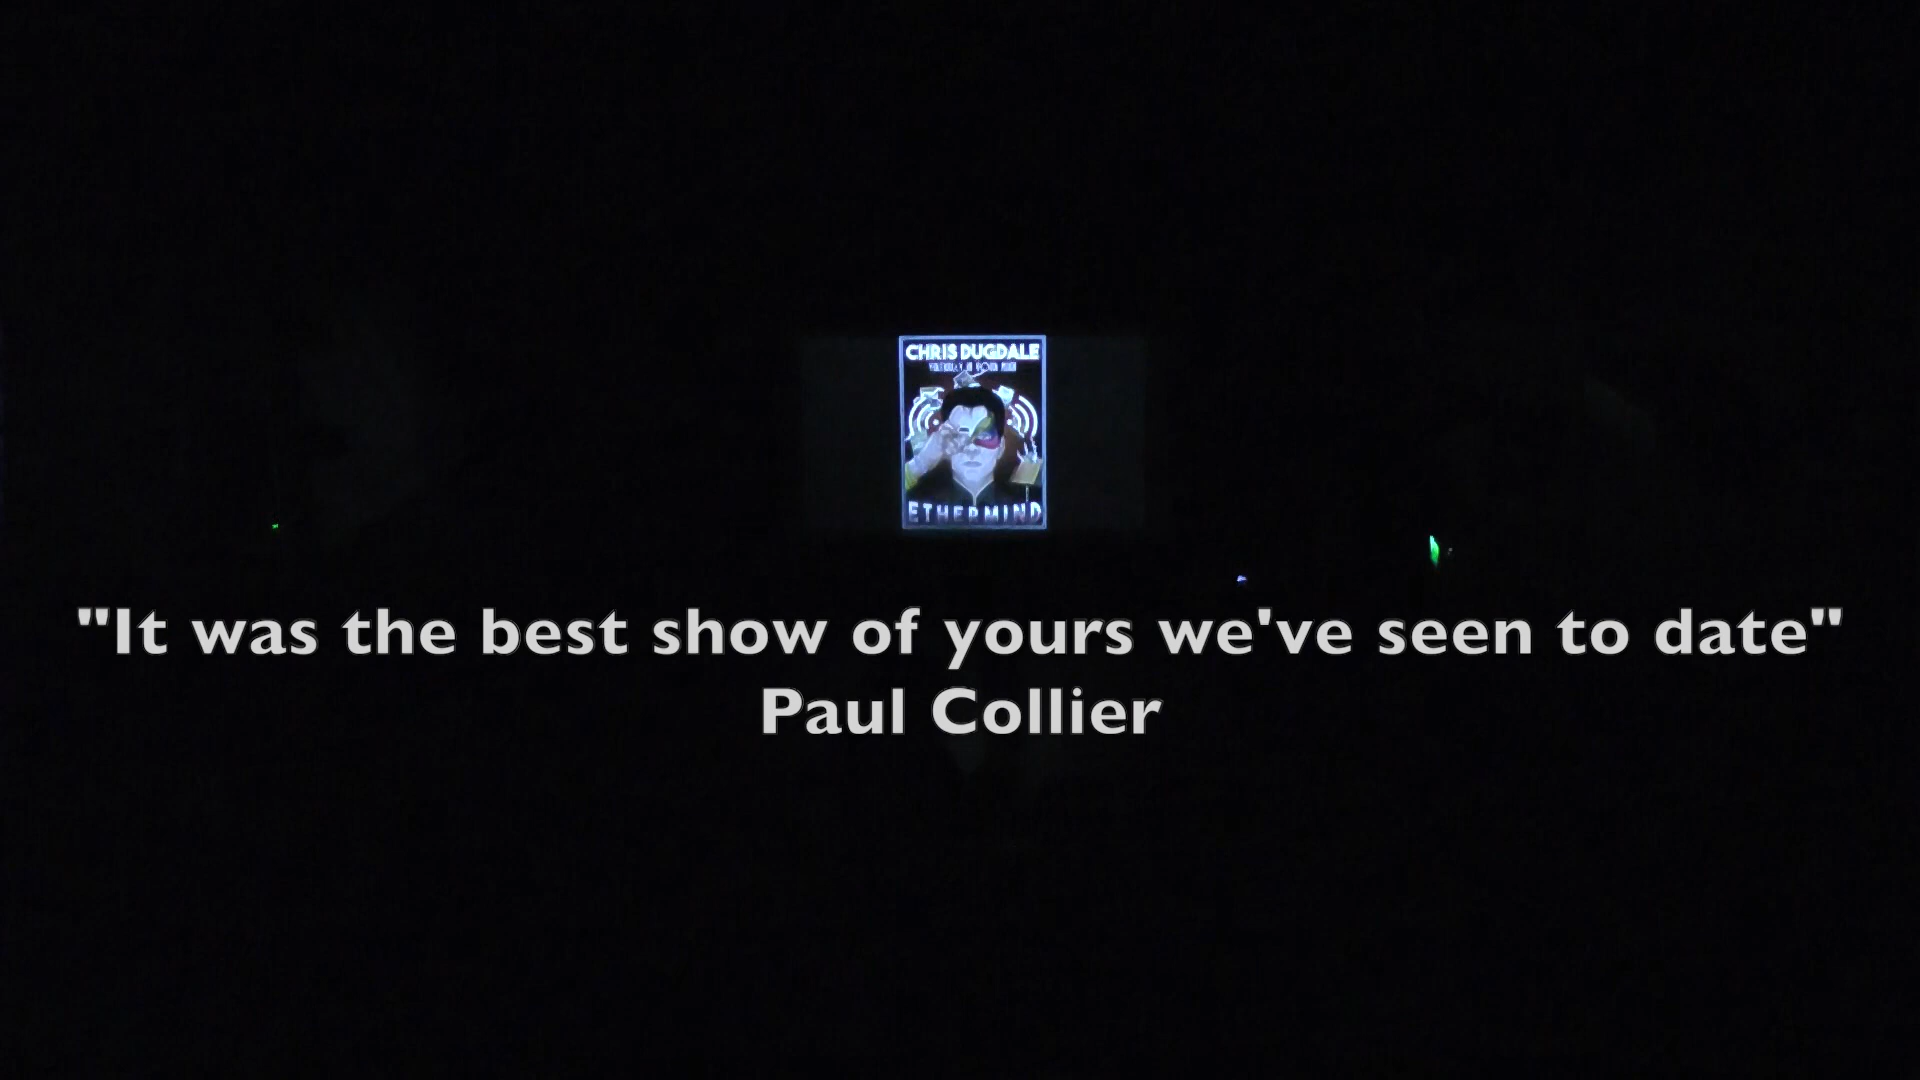 CHRIS DUGDALE
ETHERMIND
"It was the best show of yours we've seen to date"
Paul Collier